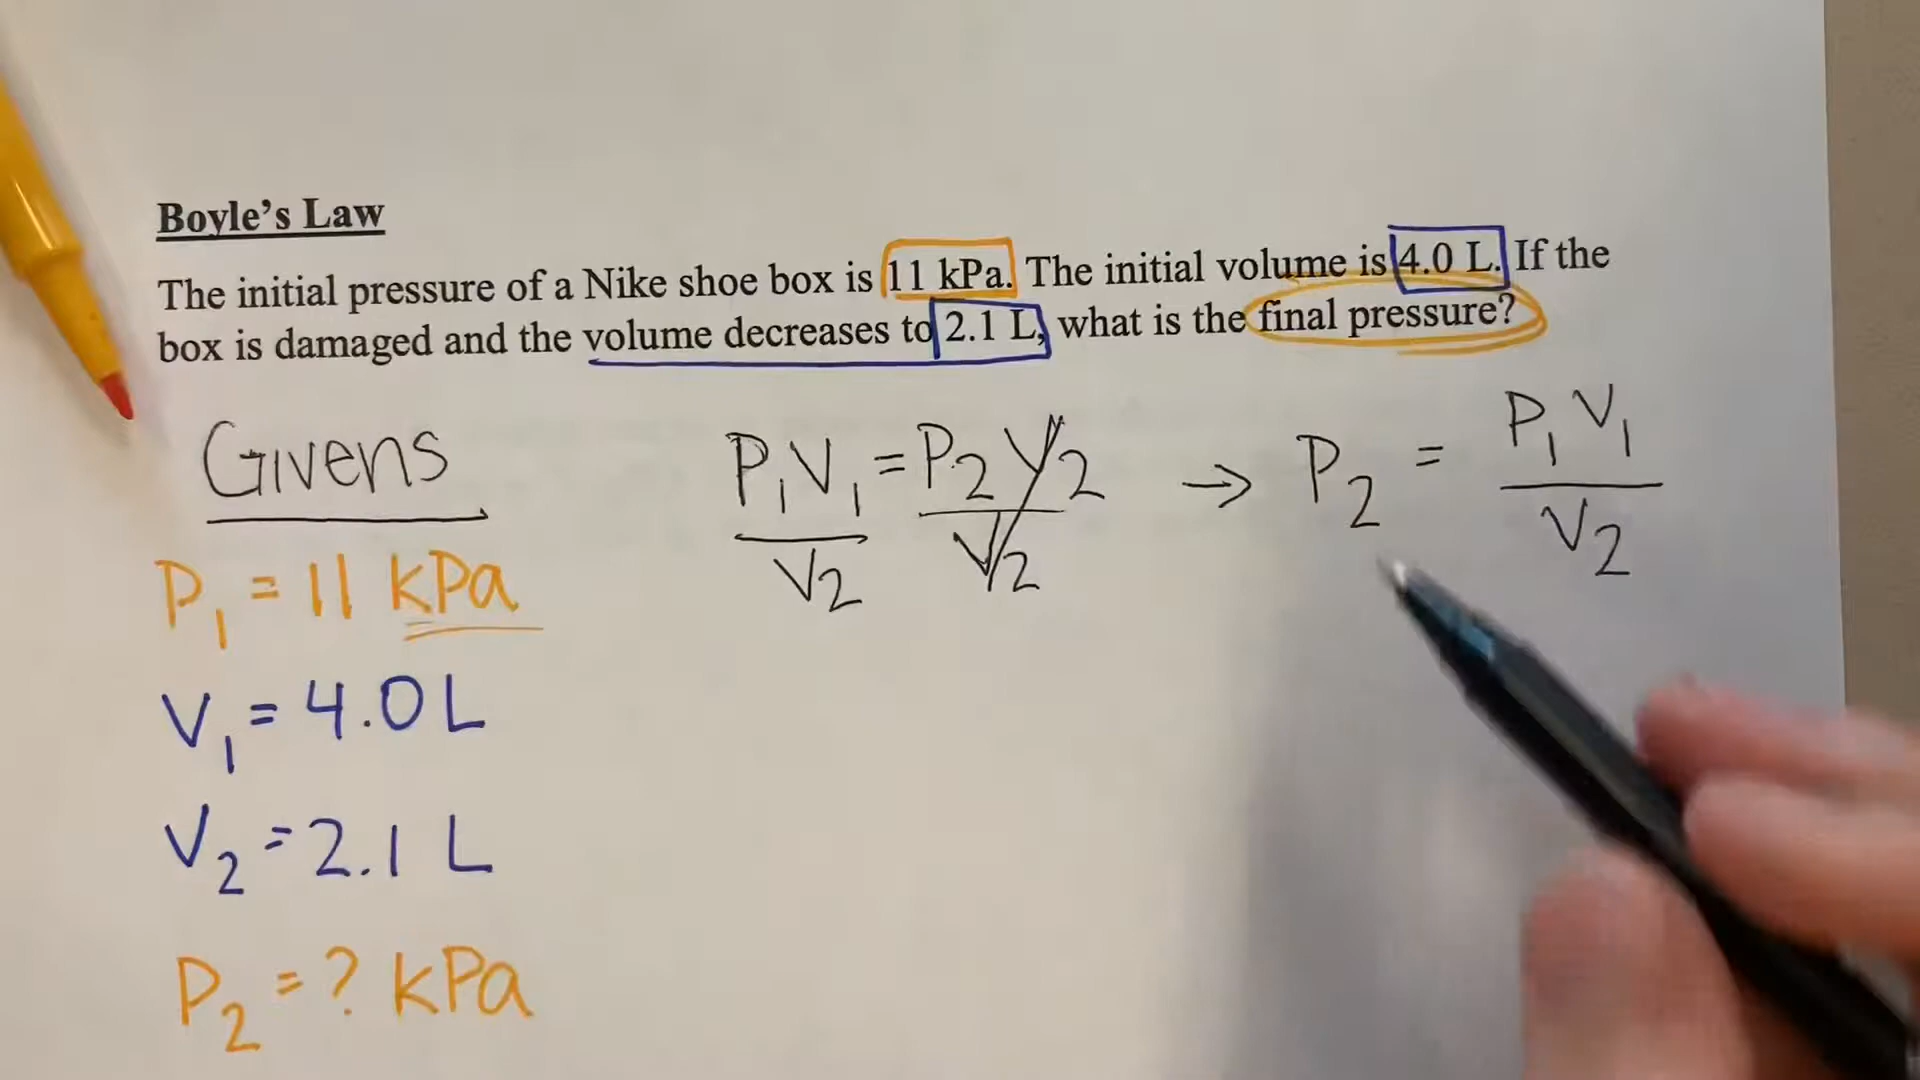 Boyle's Law
The initial pressure of a Nike shoe box is 11 kPa. The initial volume is 4.0 L. If the
box is damaged and the volume decreases to 2.1 L, what is the final pressure?
Givens
P₁ = 11 kPa
V₁ = 4.0 L
V₂ = 2.1 L
P₂ = ? kPa
P₁V₁ = P₂V₂ → P₂ = P₁V₁
V₂ V₂ V₂